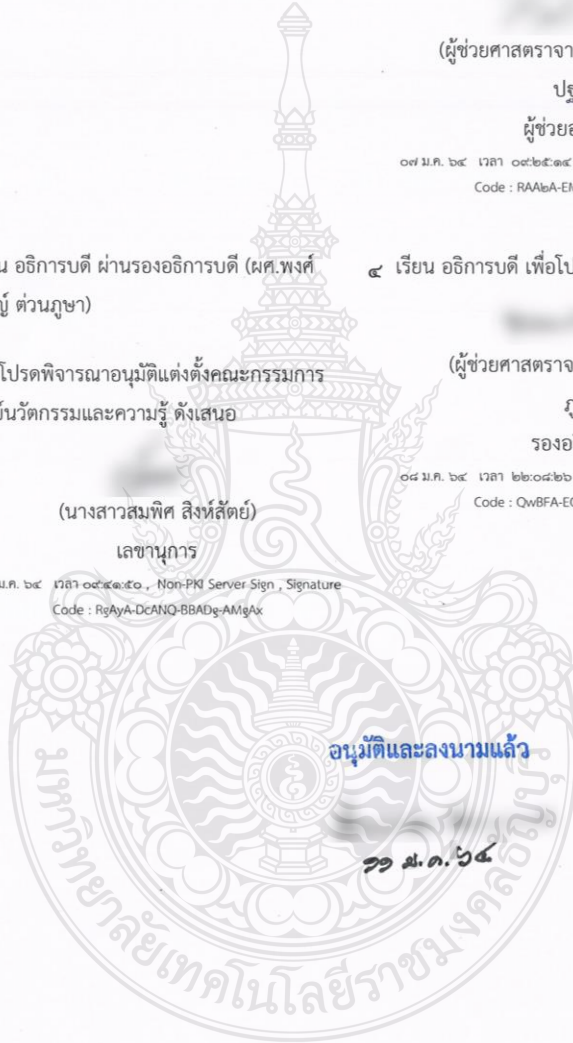 (ผู้ช่วยศาสตราจา
ปฐ
ผู้ช่วยอ
๐๗ ม.ค. ๖๔ เวลา ๐๙:๒๕:๑๔
Code : RAAbA-EM
น อธิการบดี ผ่านรองอธิการบดี (ผศ.พงศ์
ญ์ ต่วนภูษา)
โปรดพิจารณาอนุมัติแต่งตั้งคณะกรรมการ
นวัตกรรมและความรู้ ดังเสนอ
(นางสาวสมพิศ สิงห์สัตย์)
เลขานุการ
ม.ค. ๖๔ เวลา ๐๙:๔๑:๕๐ , Non-PKI Server Sign , Signature
Code : RgAyA-DcANQ-BBADg-AMgAx
๔ เรียน อธิการบดี เพื่อโป
(ผู้ช่วยศาสตราจ
ภู
รองอ
๐๘ ม.ค. ๖๔ เวลา ๒๒:๐๘:๒๖
Code : QwBFA-EC
อนุมัติและลงนามแล้ว
๑๑ ม.ค. ๖๔
มหาวิทยาลัยเทคโนโลยีราชมงคลธัญบุรี